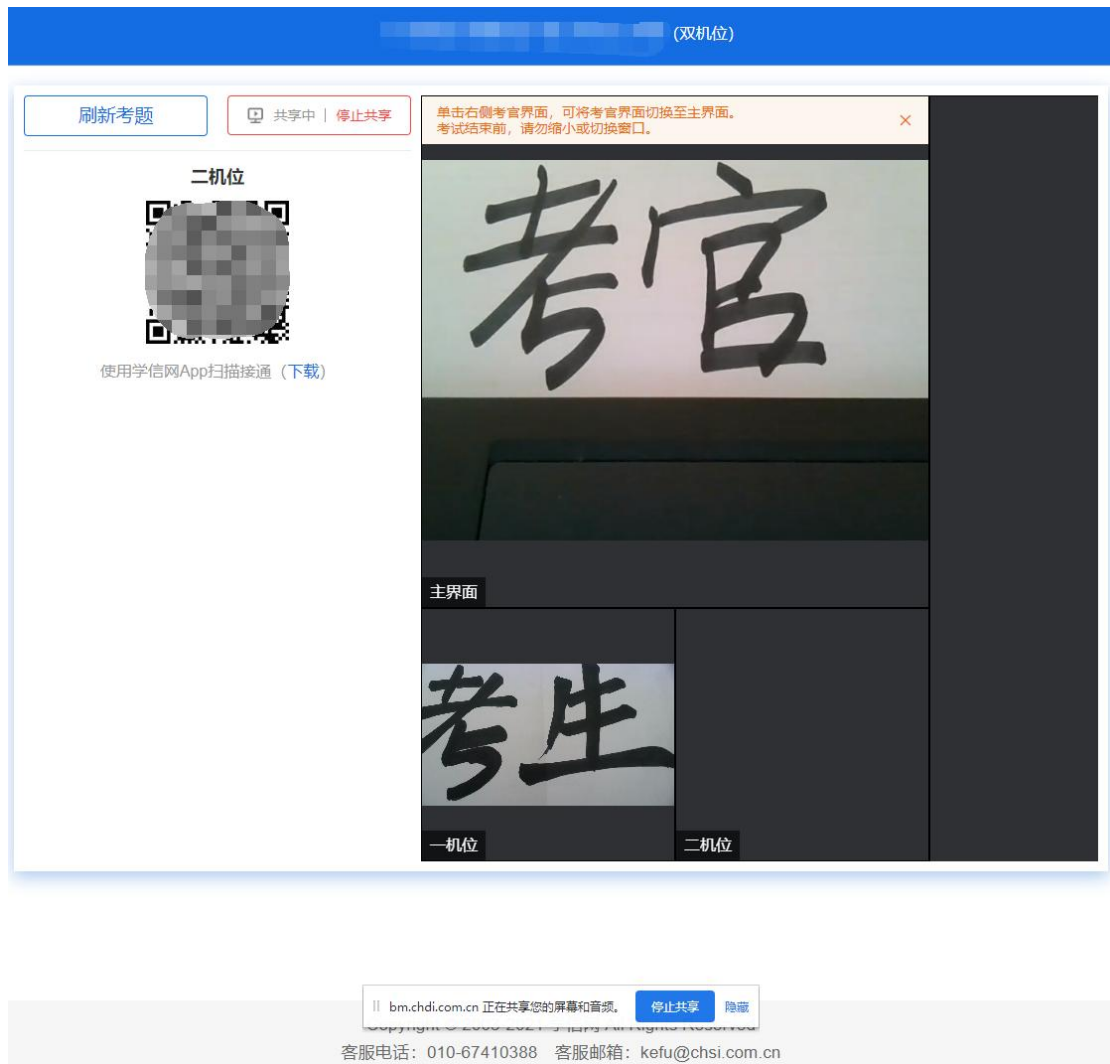 (双机位)
刷新考题
共享中 | 停止共享
二机位
使用学信网App扫描接通（下载）
单击右侧考官界面，可将考官界面切换至主界面。
考试结束前，请勿缩小或切换窗口。
考官
主界面
考生
一机位
二机位
bm.chdi.com.cn 正在共享您的屏幕和音频。
停止共享
隐藏
客服电话：010-67410388 客服邮箱：kefu@chsi.com.cn